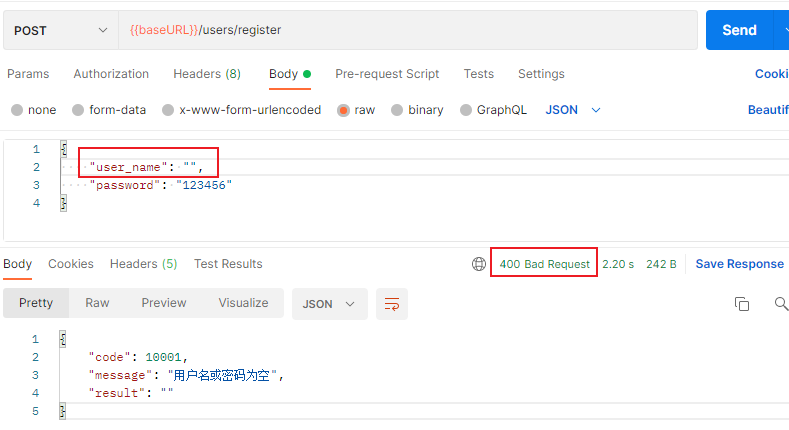 POST {{baseURL}}/users/register Send
Params Authorization Headers (8) Body Pre-request Script Tests Settings Cooki
none form-data x-www-form-urlencoded raw binary GraphQL JSON Beautif
1 {
2 "user_name": "",
3 "password": "123456"
4 }
Body Cookies Headers (5) Test Results 400 Bad Request 2.20 s 242 B Save Response
Pretty Raw Preview Visualize JSON
1 {
2 "code": 10001,
3 "message": "用户名或密码为空",
4 "result": ""
5 }